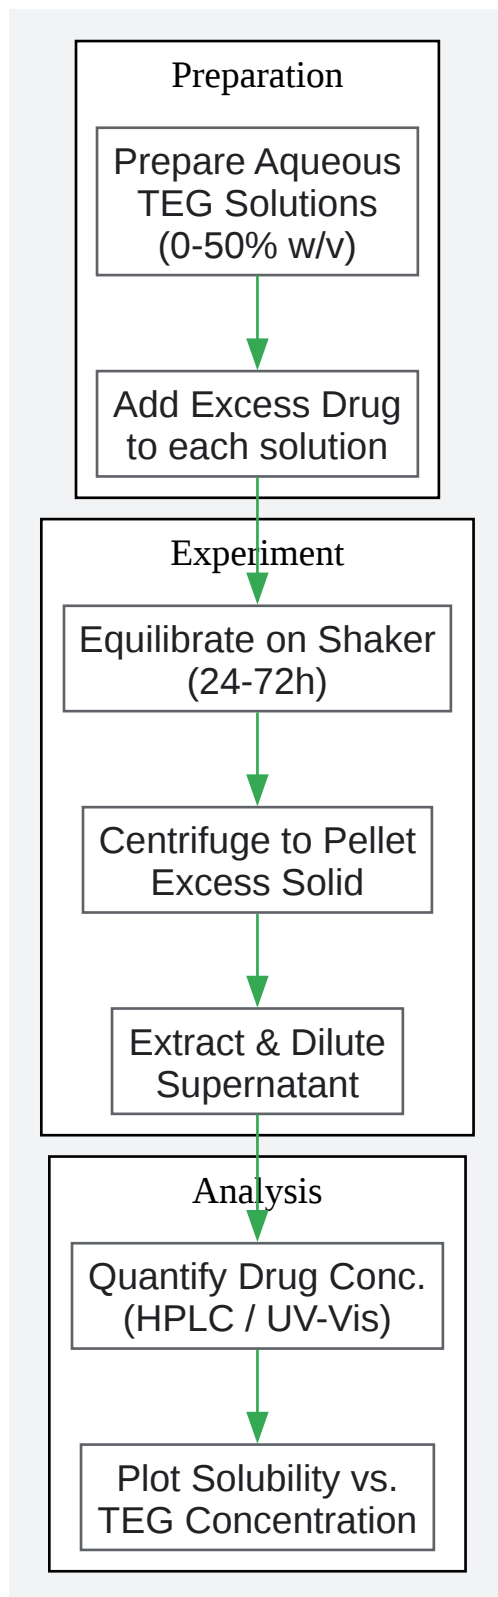 Preparation
Prepare Aqueous
TEG Solutions
(0-50% w/v)
Add Excess Drug
to each solution
Experiment
Equilibrate on Shaker
(24-72h)
Centrifuge to Pellet
Excess Solid
Extract & Dilute
Supernatant
Analysis
Quantify Drug Conc.
(HPLC / UV-Vis)
Plot Solubility vs.
TEG Concentration